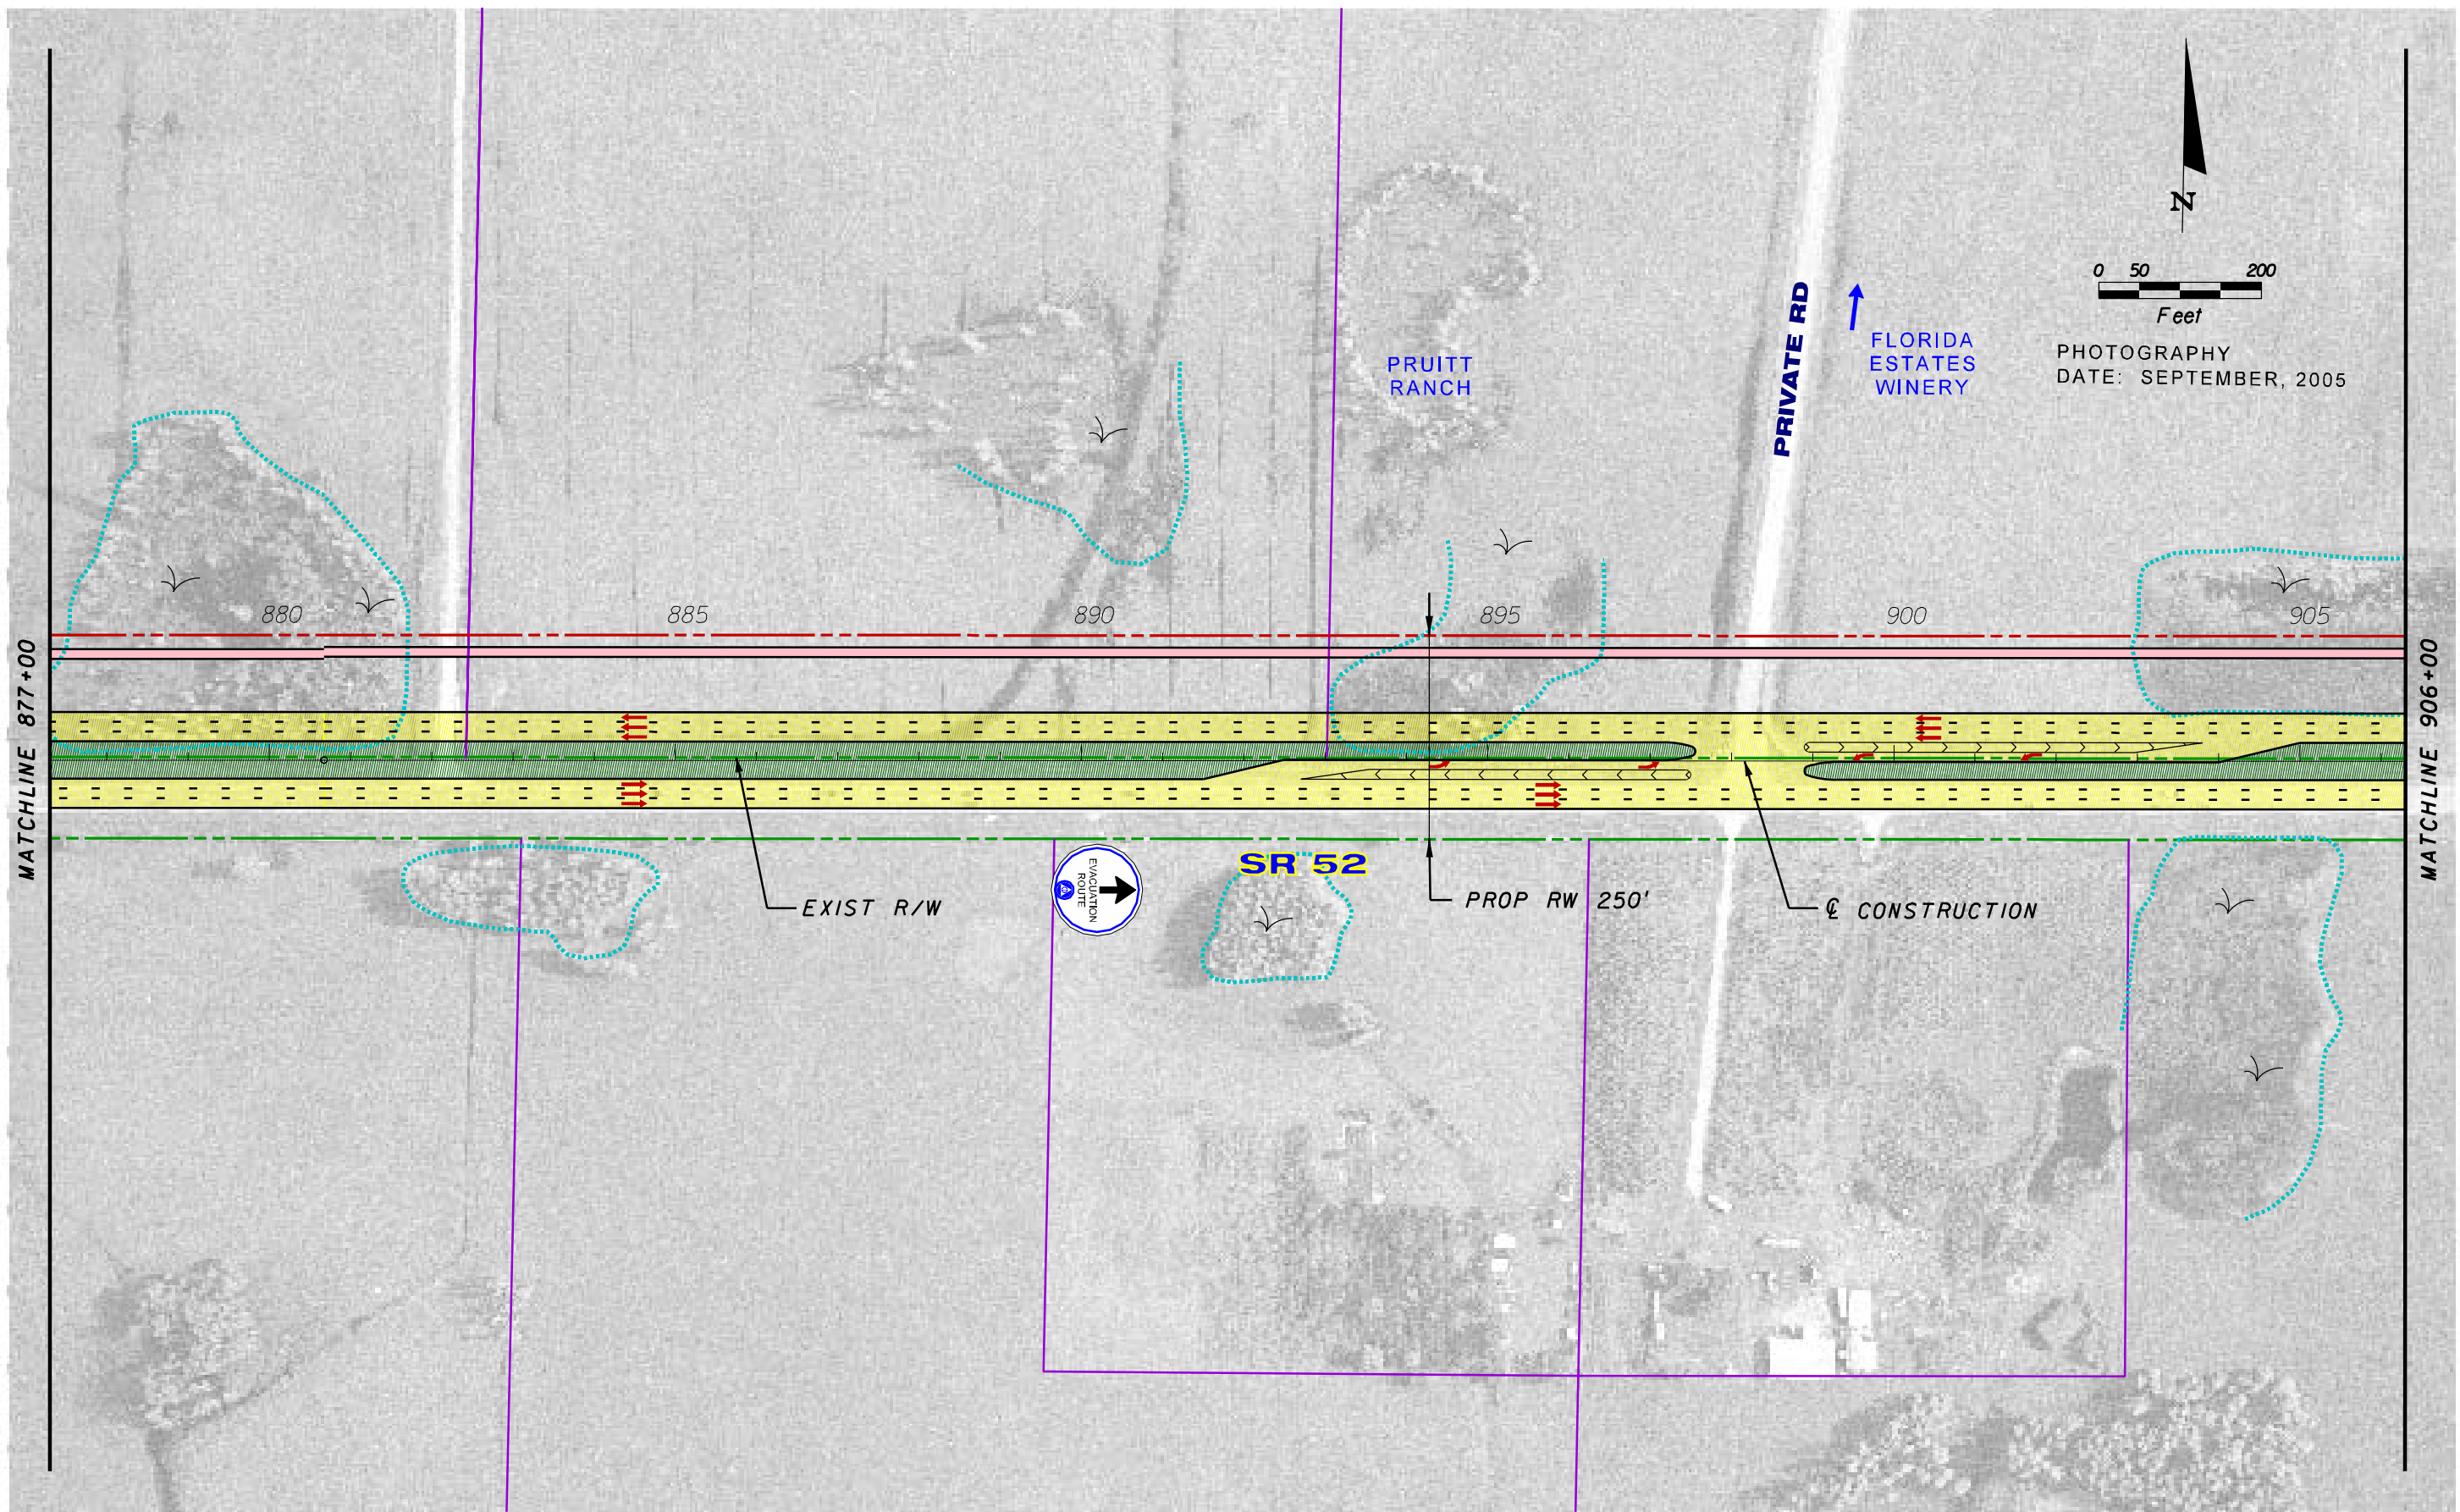 N
0 50 200
Feet
PHOTOGRAPHY
DATE: SEPTEMBER, 2005
PRIVATE RD
FLORIDA
ESTATES
WINERY
PRUITT
RANCH
880 885 890 895 900 905
MATCHLINE 877+00
MATCHLINE 906+00
EVACUATION
ROUTE
SR 52
EXIST R/W
PROP RW 250'
℄ CONSTRUCTION